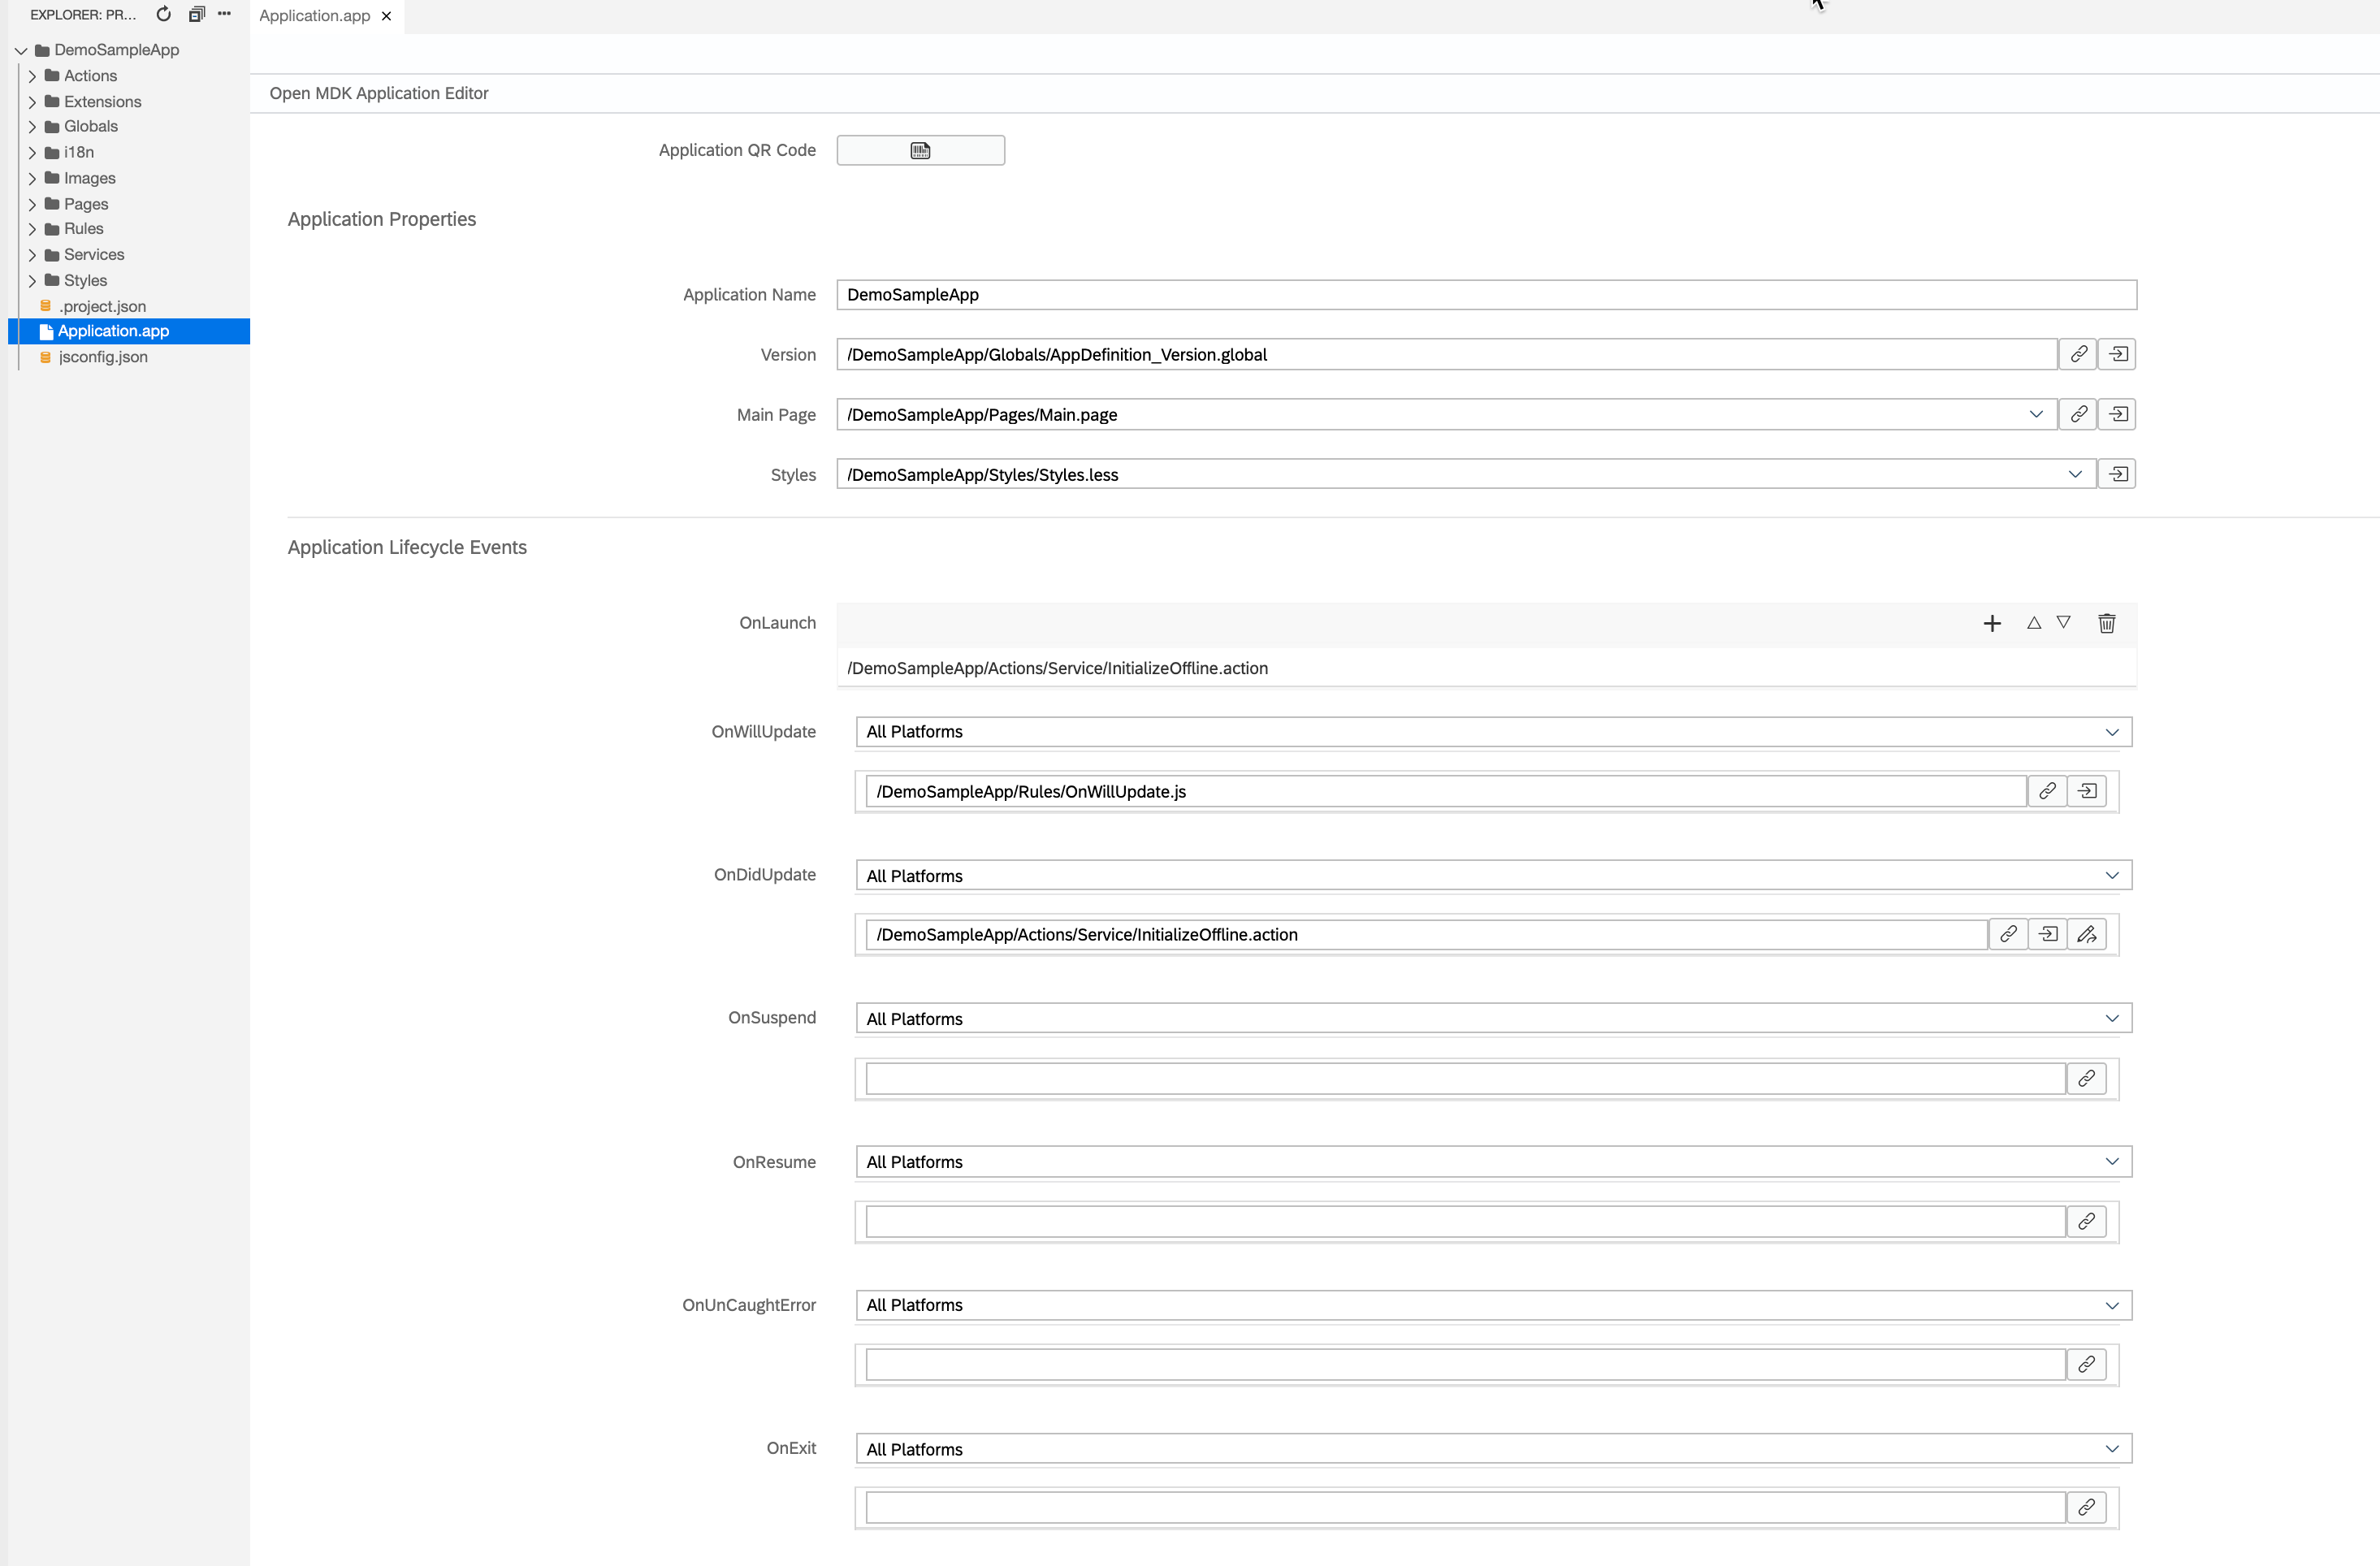 EXPLORER: PR...
Application.app
DemoSampleApp
Actions
Extensions
Globals
i18n
Images
Pages
Rules
Services
Styles
.project.json
Application.app
jsconfig.json
Open MDK Application Editor
Application QR Code
Application Properties
Application Name DemoSampleApp
Version /DemoSampleApp/Globals/AppDefinition_Version.global
Main Page /DemoSampleApp/Pages/Main.page
Styles /DemoSampleApp/Styles/Styles.less
Application Lifecycle Events
OnLaunch
/DemoSampleApp/Actions/Service/InitializeOffline.action
OnWillUpdate All Platforms
/DemoSampleApp/Rules/OnWillUpdate.js
OnDidUpdate All Platforms
/DemoSampleApp/Actions/Service/InitializeOffline.action
OnSuspend All Platforms
OnResume All Platforms
OnUnCaughtError All Platforms
OnExit All Platforms